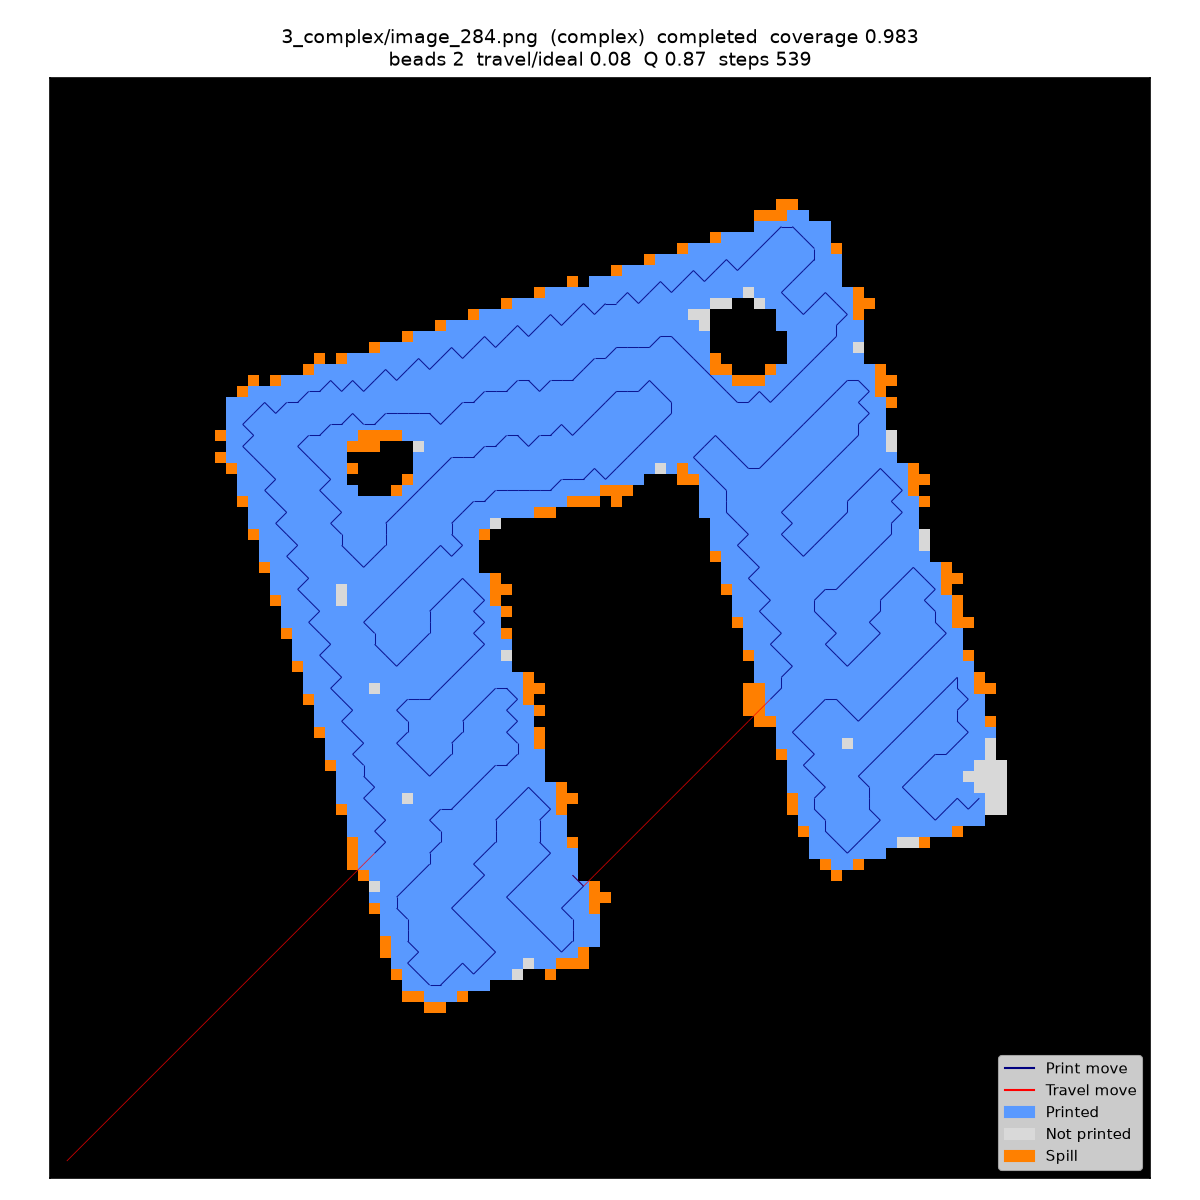 3_complex/image_284.png  (complex)  completed  coverage 0.983
beads 2  travel/ideal 0.08  Q 0.87  steps 539
Print move
Travel move
Printed
Not printed
Spill